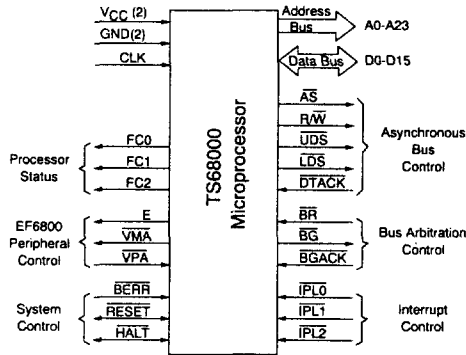 VCC (2)
GND(2)
CLK
Address
Bus
A0-A23
Data Bus
D0-D15
TS68000
Microprocessor
AS
R/W
UDS
LDS
DTACK
Asynchronous
Bus
Control
Processor
Status
FC0
FC1
FC2
EF6800
Peripheral
Control
E
VMA
VPA
BR
BG
BGACK
Bus Arbitration
Control
System
Control
BERR
RESET
HALT
IPL0
IPL1
IPL2
Interrupt
Control